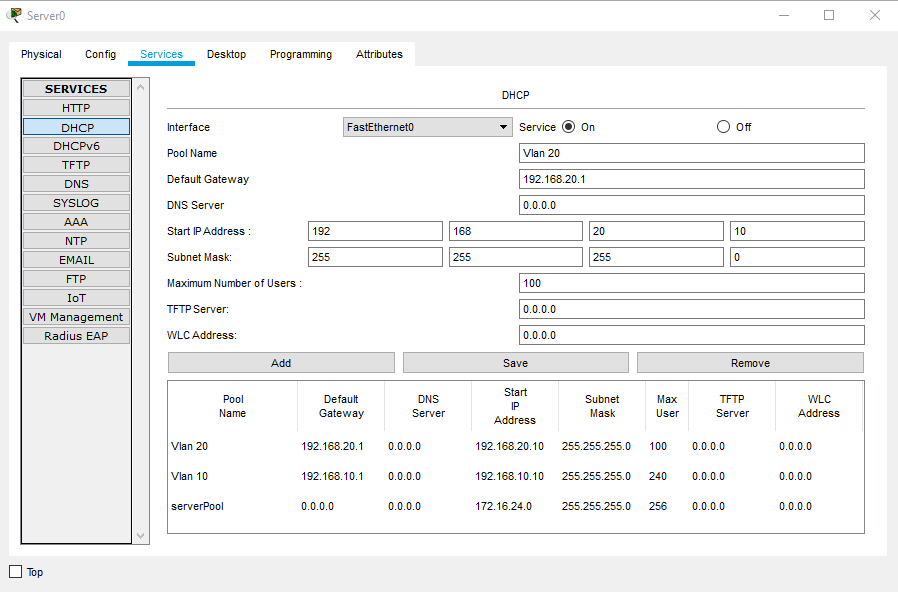 Server0
Physical Config Services Desktop Programming Attributes
SERVICES
HTTP
DHCP
DHCPv6
TFTP
DNS
SYSLOG
AAA
NTP
EMAIL
FTP
IoT
VM Management
Radius EAP
DHCP
Interface FastEthernet0 Service On Off
Pool Name Vlan 20
Default Gateway 192.168.20.1
DNS Server 0.0.0.0
Start IP Address : 192 168 20 10
Subnet Mask: 255 255 255 0
Maximum Number of Users : 100
TFTP Server: 0.0.0.0
WLC Address: 0.0.0.0
Add Save Remove
Pool Name Default Gateway DNS Server Start IP Address Subnet Mask Max User TFTP Server WLC Address
Vlan 20 192.168.20.1 0.0.0.0 192.168.20.10 255.255.255.0 100 0.0.0.0 0.0.0.0
Vlan 10 192.168.10.1 0.0.0.0 192.168.10.10 255.255.255.0 240 0.0.0.0 0.0.0.0
serverPool 0.0.0.0 0.0.0.0 172.16.24.0 255.255.255.0 256 0.0.0.0 0.0.0.0
Top